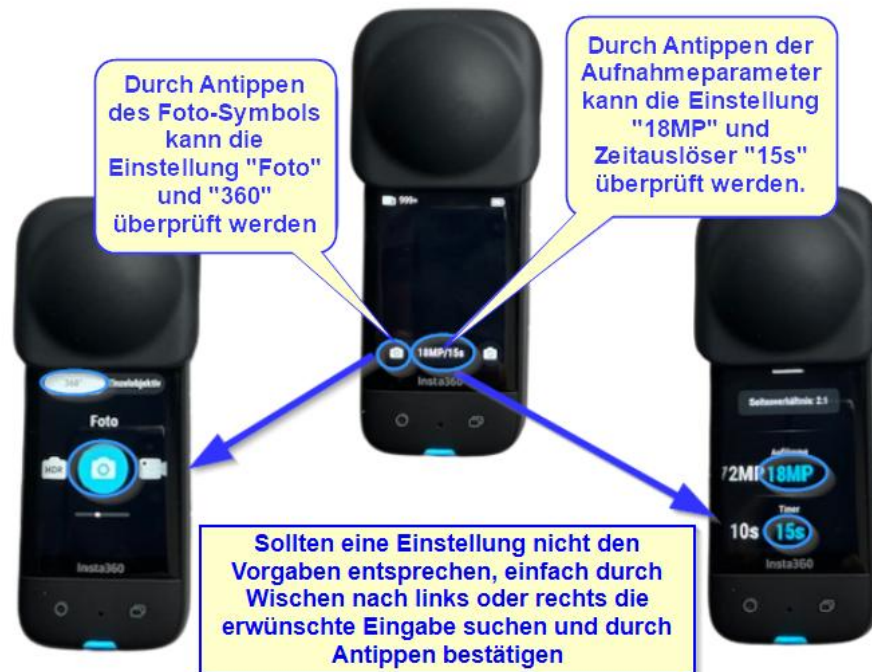 Durch Antippen
des Foto-Symbols
kann die
Einstellung "Foto"
und "360"
überprüft werden
Durch Antippen der
Aufnahmeparameter
kann die Einstellung
"18MP" und
Zeitauslöser "15s"
überprüft werden.
999+
18MP/15s
Insta360
360°
Einzelobjektiv
Foto
HDR
Insta360
Seitenverhältnis: 2:1
Auflösung
72MP 18MP
Timer
10s 15s
Insta360
Sollten eine Einstellung nicht den
Vorgaben entsprechen, einfach durch
Wischen nach links oder rechts die
erwünschte Eingabe suchen und durch
Antippen bestätigen